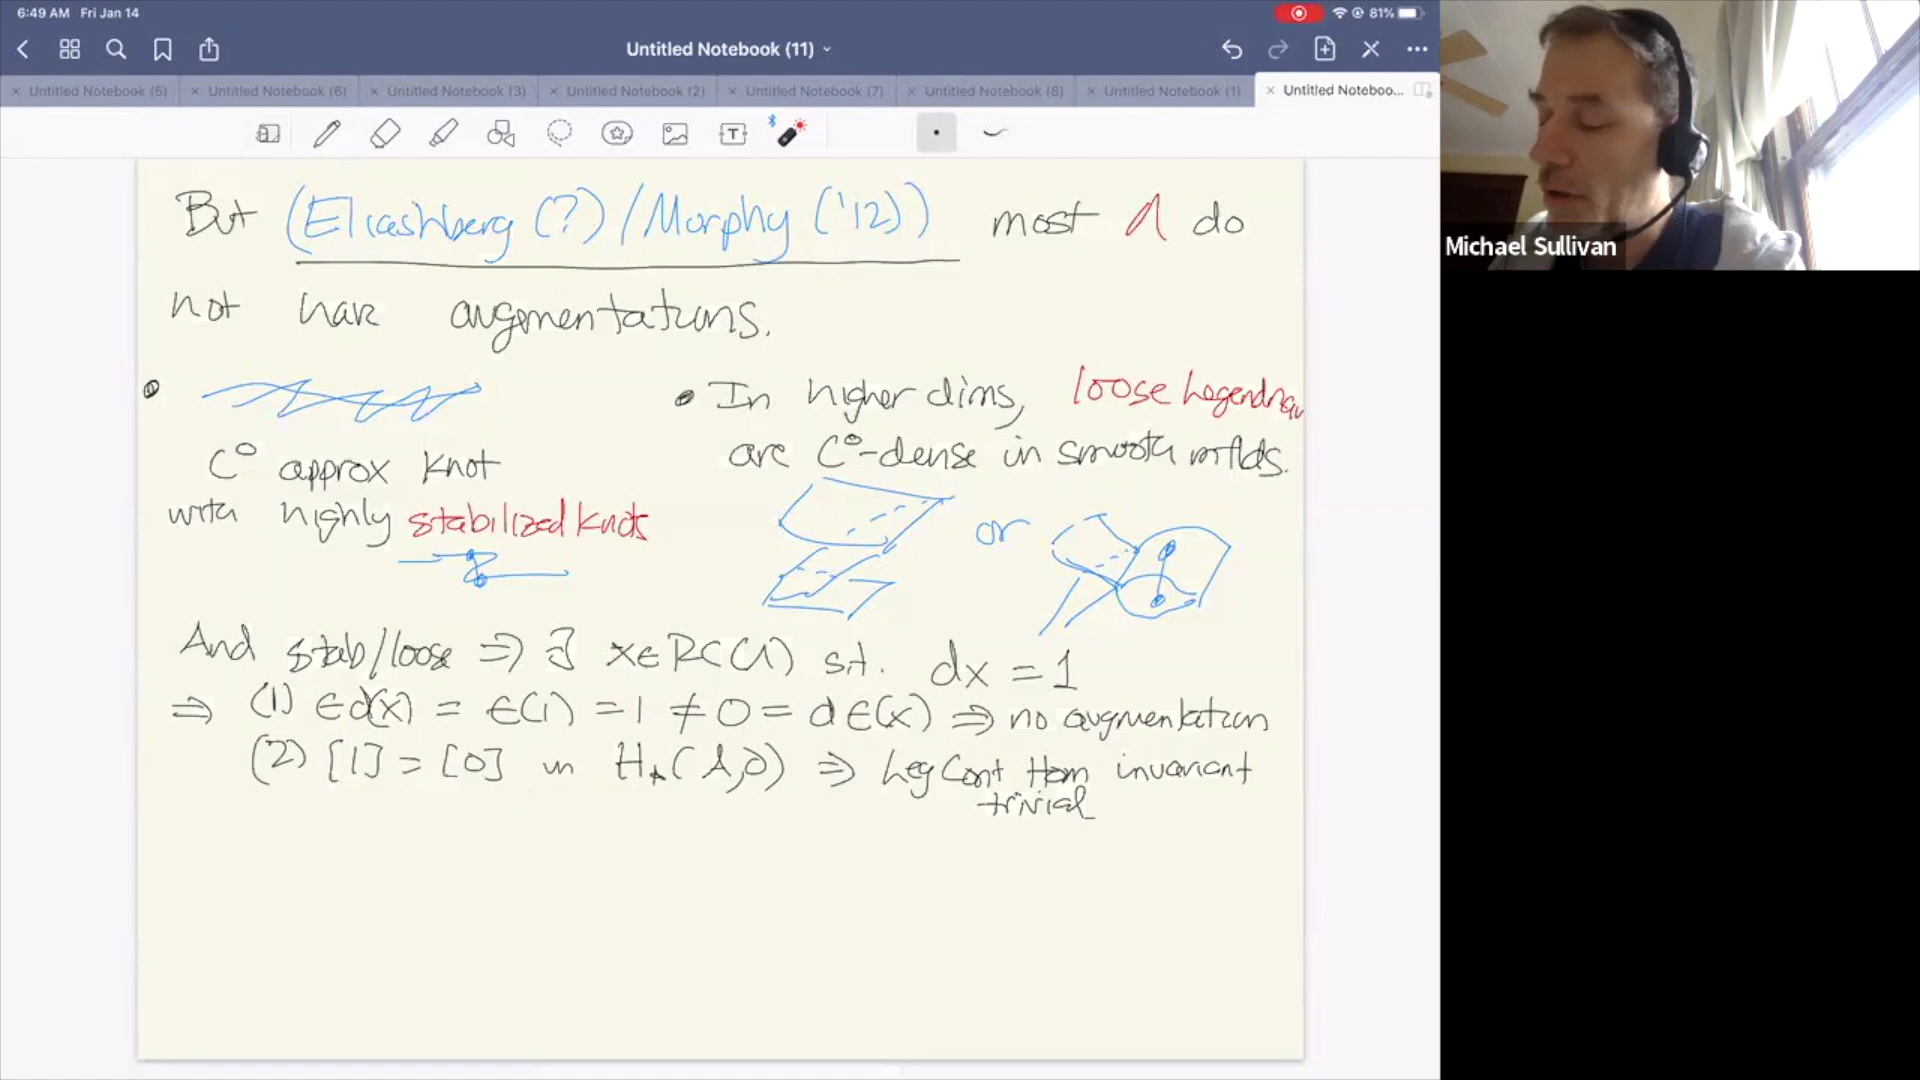 6:49 AM Fri Jan 14
81%
Untitled Notebook (11)
Untitled Notebook (5)
Untitled Notebook (6)
Untitled Notebook (3)
Untitled Notebook (2)
Untitled Notebook (7)
Untitled Notebook (8)
Untitled Notebook (1)
Untitled Noteboo...
Michael Sullivan
But (Eliashberg (?) / Murphy ('12)) most Λ do
not have augmentations.
C⁰ approx knot
with highly stabilized knots
• In higher dims, loose Legendrian
are C⁰-dense in smooth mflds.
or
And stab/loose ⇒ ∃ x∈RC(Λ) s.t. dx = 1
⇒ (1) ϵd(x) = ϵ(1) = 1 ≠ 0 = dϵ(x) ⇒ no augmentation
(2) [1] = [0] in H⁎(A,∂) ⇒ Leg Cont Hom invariant
trivial